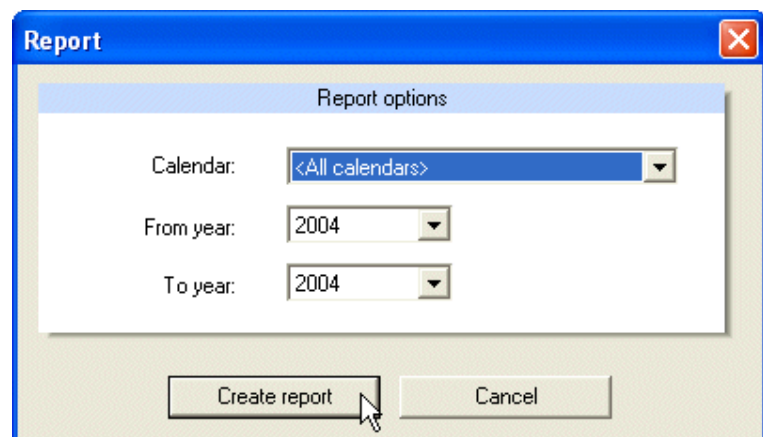 Report
Report options
Calendar: <All calendars>
From year: 2004
To year: 2004
Create report Cancel